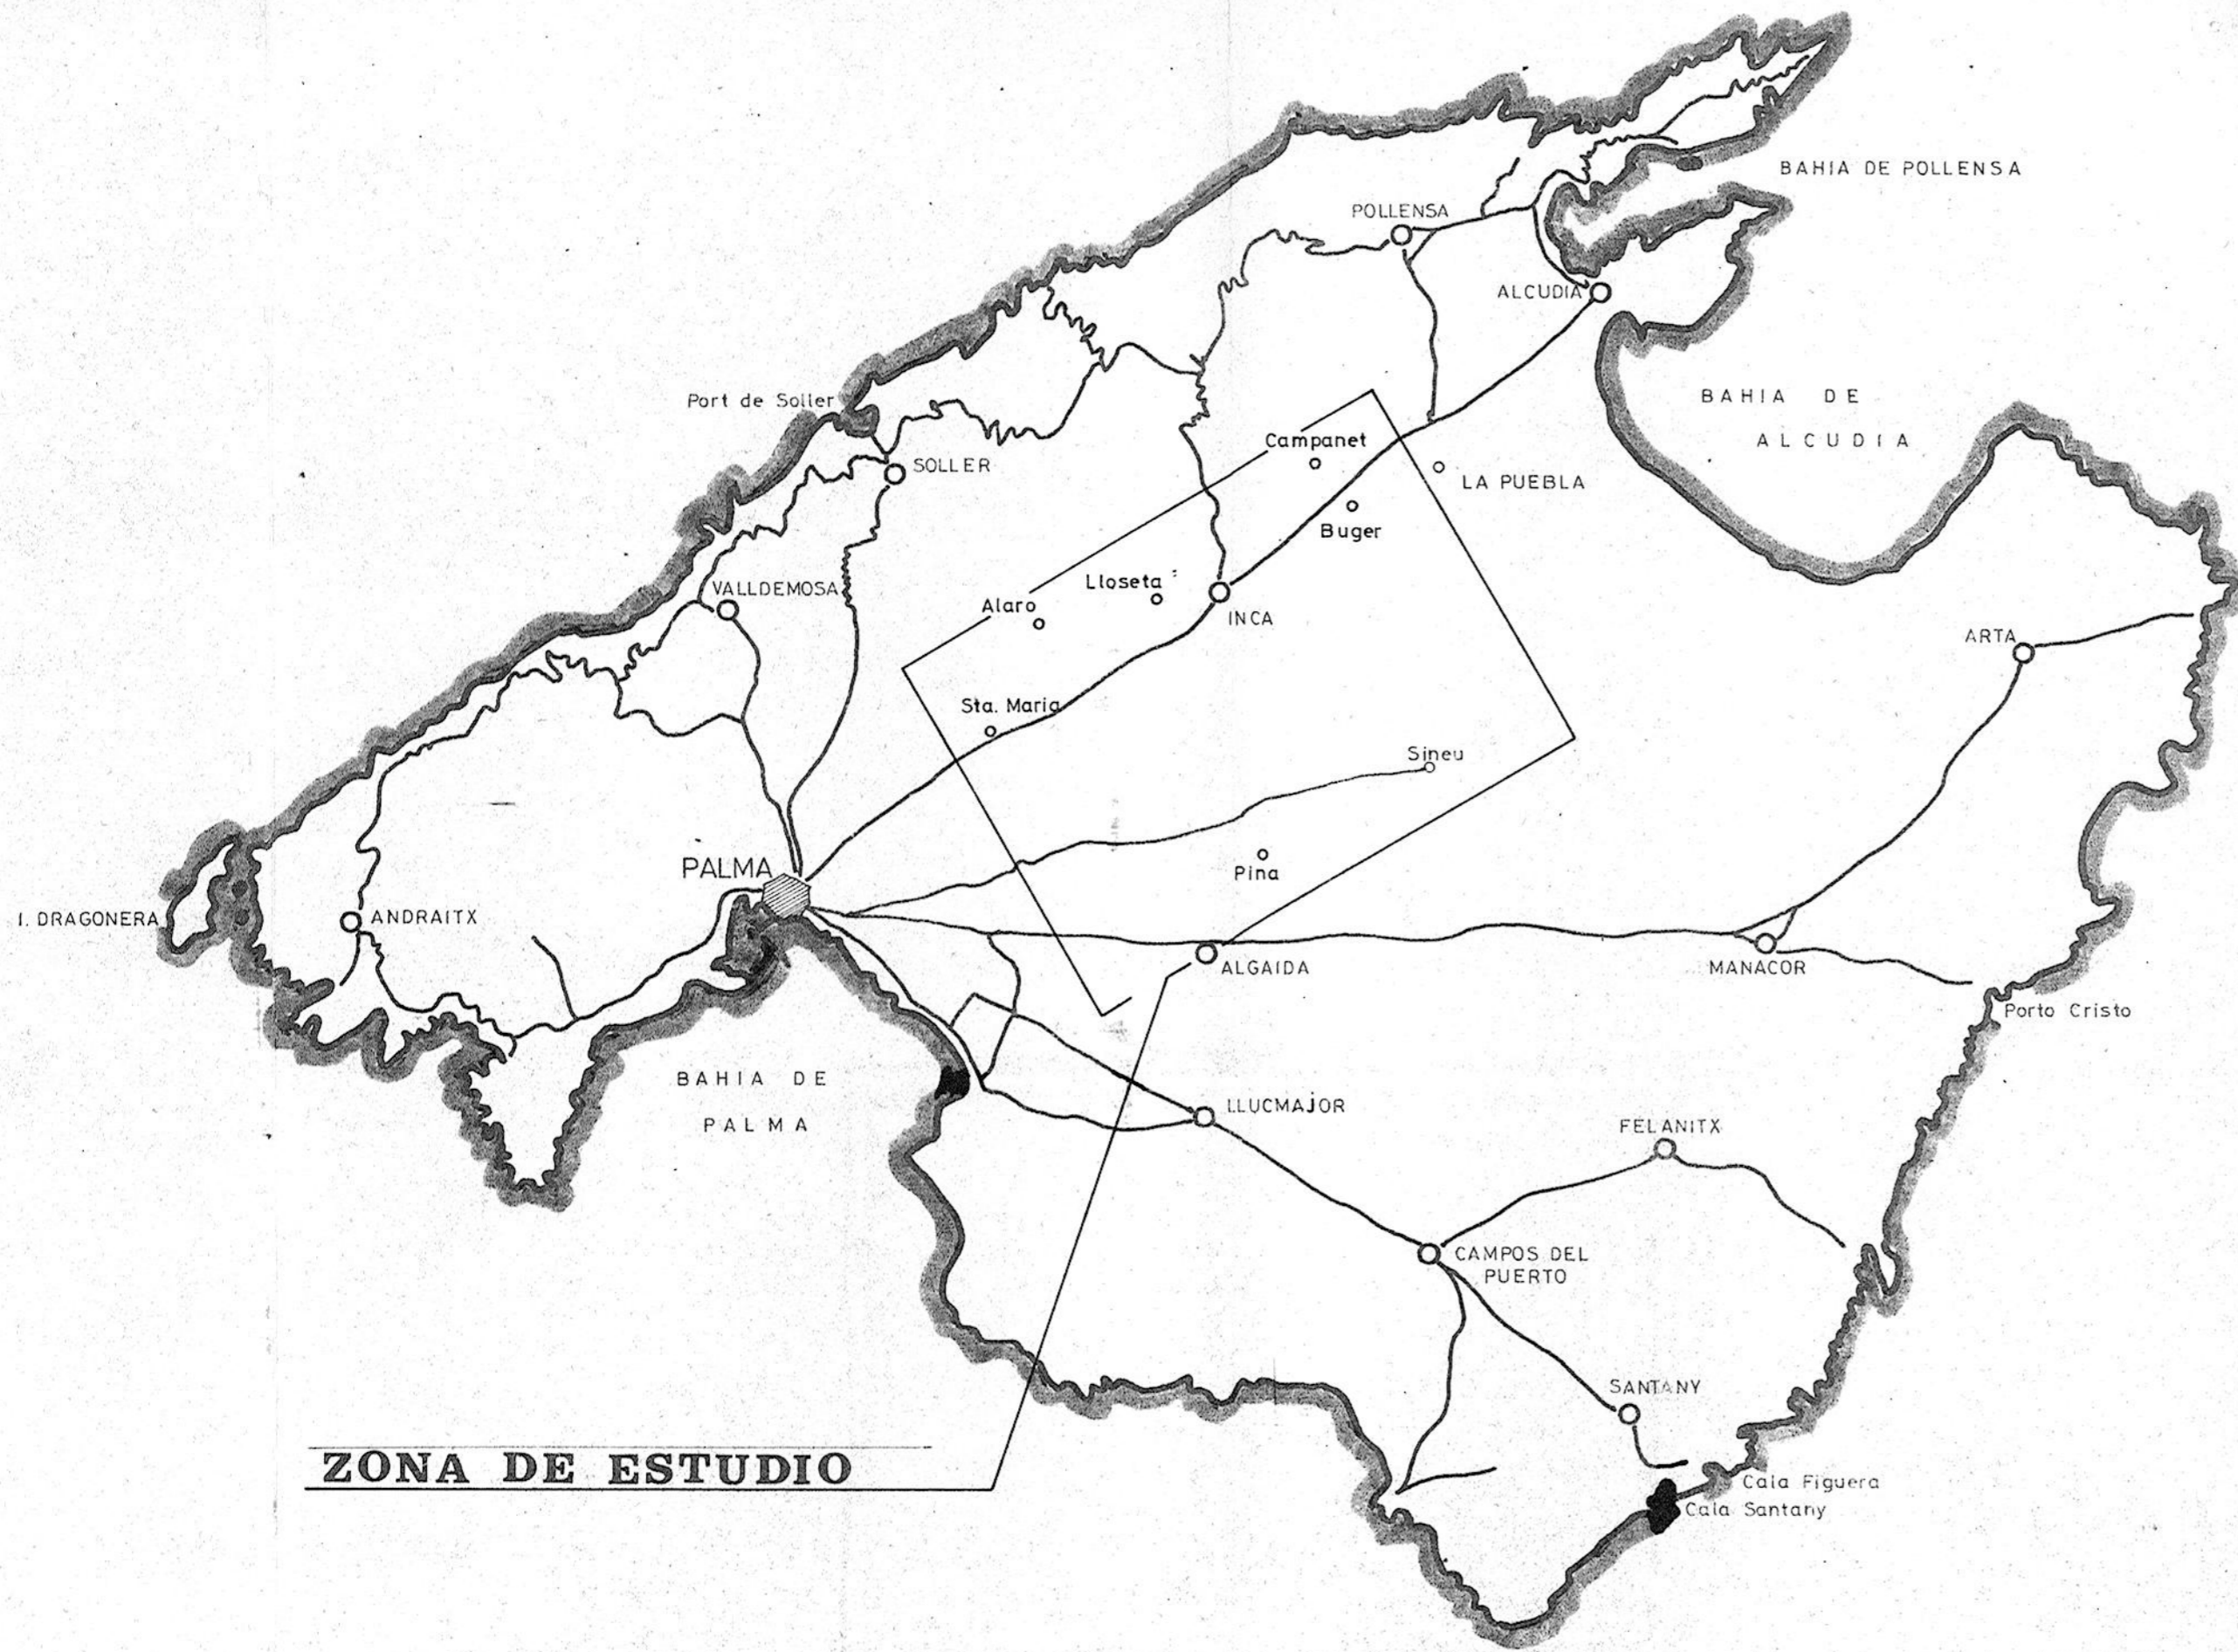 BAHIA DE POLLENSA
POLLENSA
ALCUDIA
BAHIA DE
ALCUDIA
Port de Soller
Campanet
SOLLER
LA PUEBLA
Buger
Lloseta
VALLDEMOSA
Alaro
INCA
ARTA
Sta. Maria
Sineu
PALMA
Pina
I. DRAGONERA
ANDRAITX
ALGAIDA
MANACOR
Porto Cristo
BAHIA DE
PALMA
LLUCMAJOR
FELANITX
CAMPOS DEL
PUERTO
SANTANY
ZONA DE ESTUDIO
Cala Figuera
Cala Santany